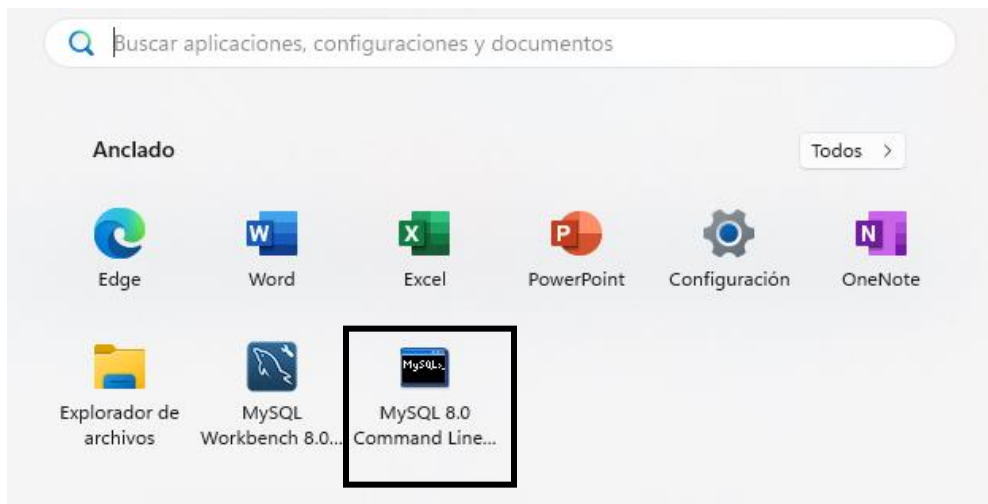 Buscar aplicaciones, configuraciones y documentos
Anclado
Todos >
W
X
P
N
Edge
Word
Excel
PowerPoint
Configuración
OneNote
MySQL>_
Explorador de
archivos
MySQL
Workbench 8.0...
MySQL 8.0
Command Line...